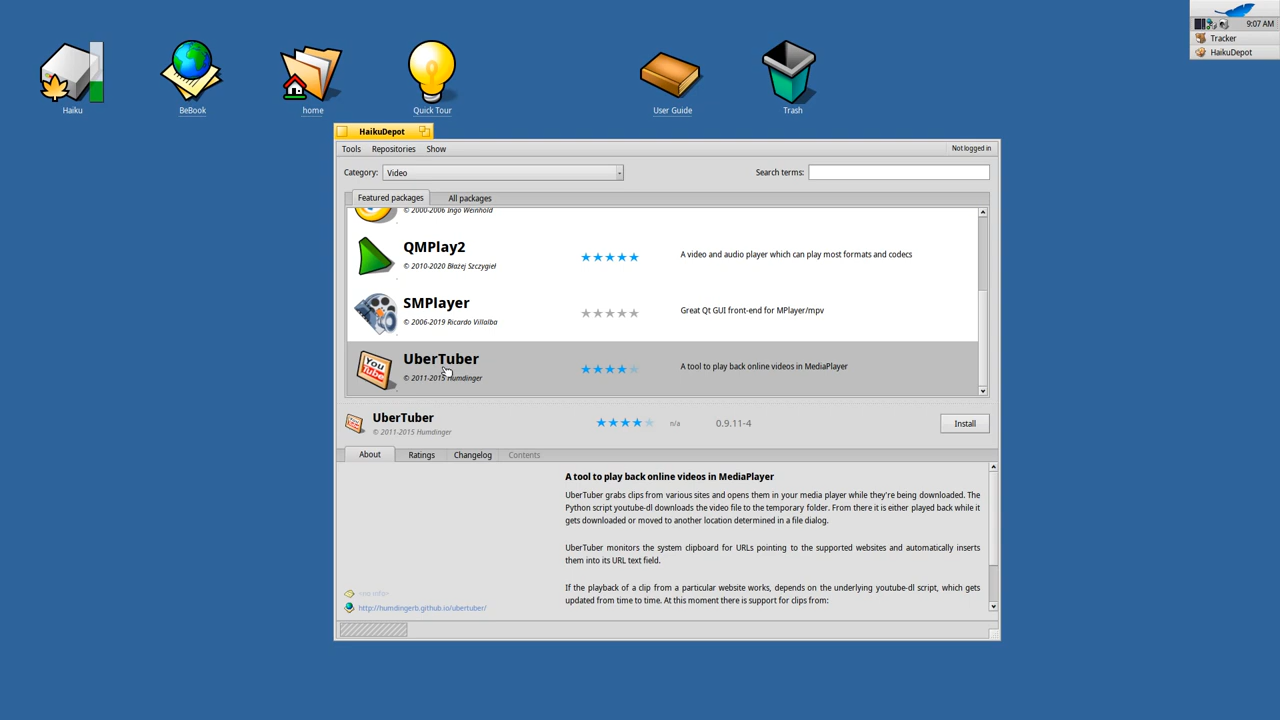 9:07 AM
Tracker
HaikuDepot
Haiku
BeBook
home
Quick Tour
User Guide
Trash
HaikuDepot
Tools Repositories Show Not logged in
Category: Video Search terms:
Featured packages All packages
© 2000-2006 Ingo Weinhold
QMPlay2
© 2010-2020 Błażej Szczygieł
A video and audio player which can play most formats and codecs
SMPlayer
© 2006-2019 Ricardo Villalba
Great Qt GUI front-end for MPlayer/mpv
You Tube
UberTuber
© 2011-2015 Humdinger
A tool to play back online videos in MediaPlayer
UberTuber
© 2011-2015 Humdinger
n/a 0.9.11-4 Install
About Ratings Changelog Contents
A tool to play back online videos in MediaPlayer
UberTuber grabs clips from various sites and opens them in your media player while they're being downloaded. The
Python script youtube-dl downloads the video file to the temporary folder. From there it is either played back while it
gets downloaded or moved to another location determined in a file dialog.
UberTuber monitors the system clipboard for URLs pointing to the supported websites and automatically inserts
them into its URL text field.
If the playback of a clip from a particular website works, depends on the underlying youtube-dl script, which gets
updated from time to time. At this moment there is support for clips from:
<no info>
http://humdingerb.github.io/ubertuber/